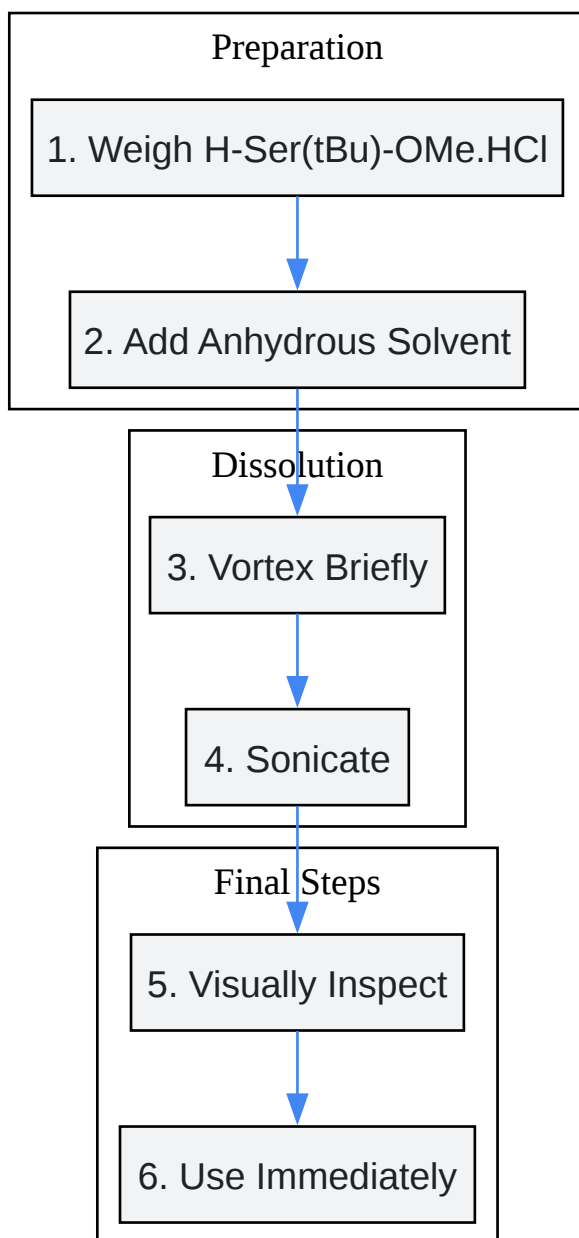 Preparation
1. Weigh H-Ser(tBu)-OMe.HCl
2. Add Anhydrous Solvent
Dissolution
3. Vortex Briefly
4. Sonicate
Final Steps
5. Visually Inspect
6. Use Immediately